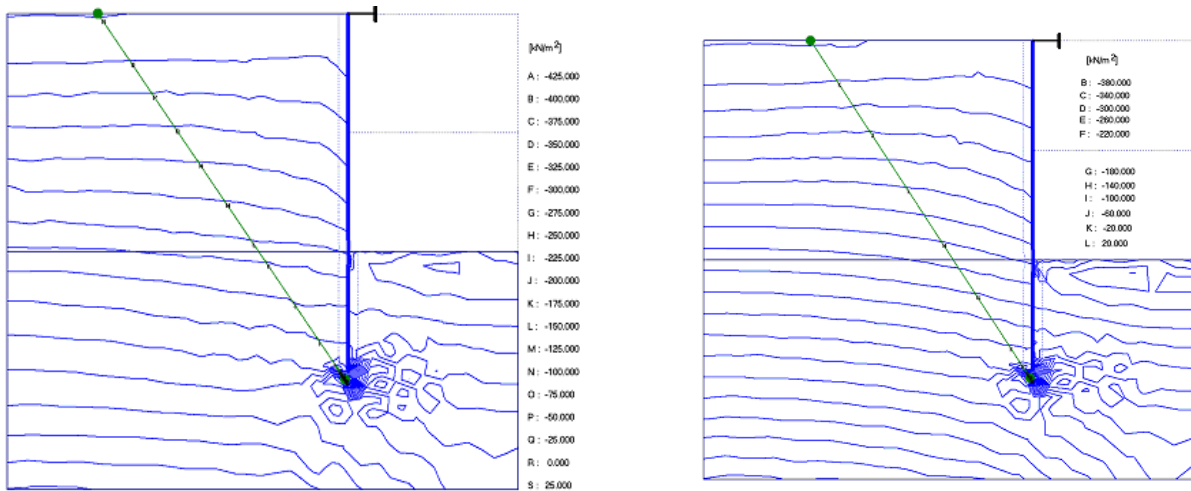 [kN/m²]
A : -425.000
B : -400.000
C : -375.000
D : -350.000
E : -325.000
F : -300.000
G : -275.000
H : -250.000
I : -225.000
J : -200.000
K : -175.000
L : -150.000
M : -125.000
N : -100.000
O : -75.000
P : -50.000
Q : -25.000
R : 0.000
S : 25.000
[kN/m²]
B : -380.000
C : -340.000
D : -300.000
E : -260.000
F : -220.000
G : -180.000
H : -140.000
I : -100.000
J : -60.000
K : -20.000
L : 20.000